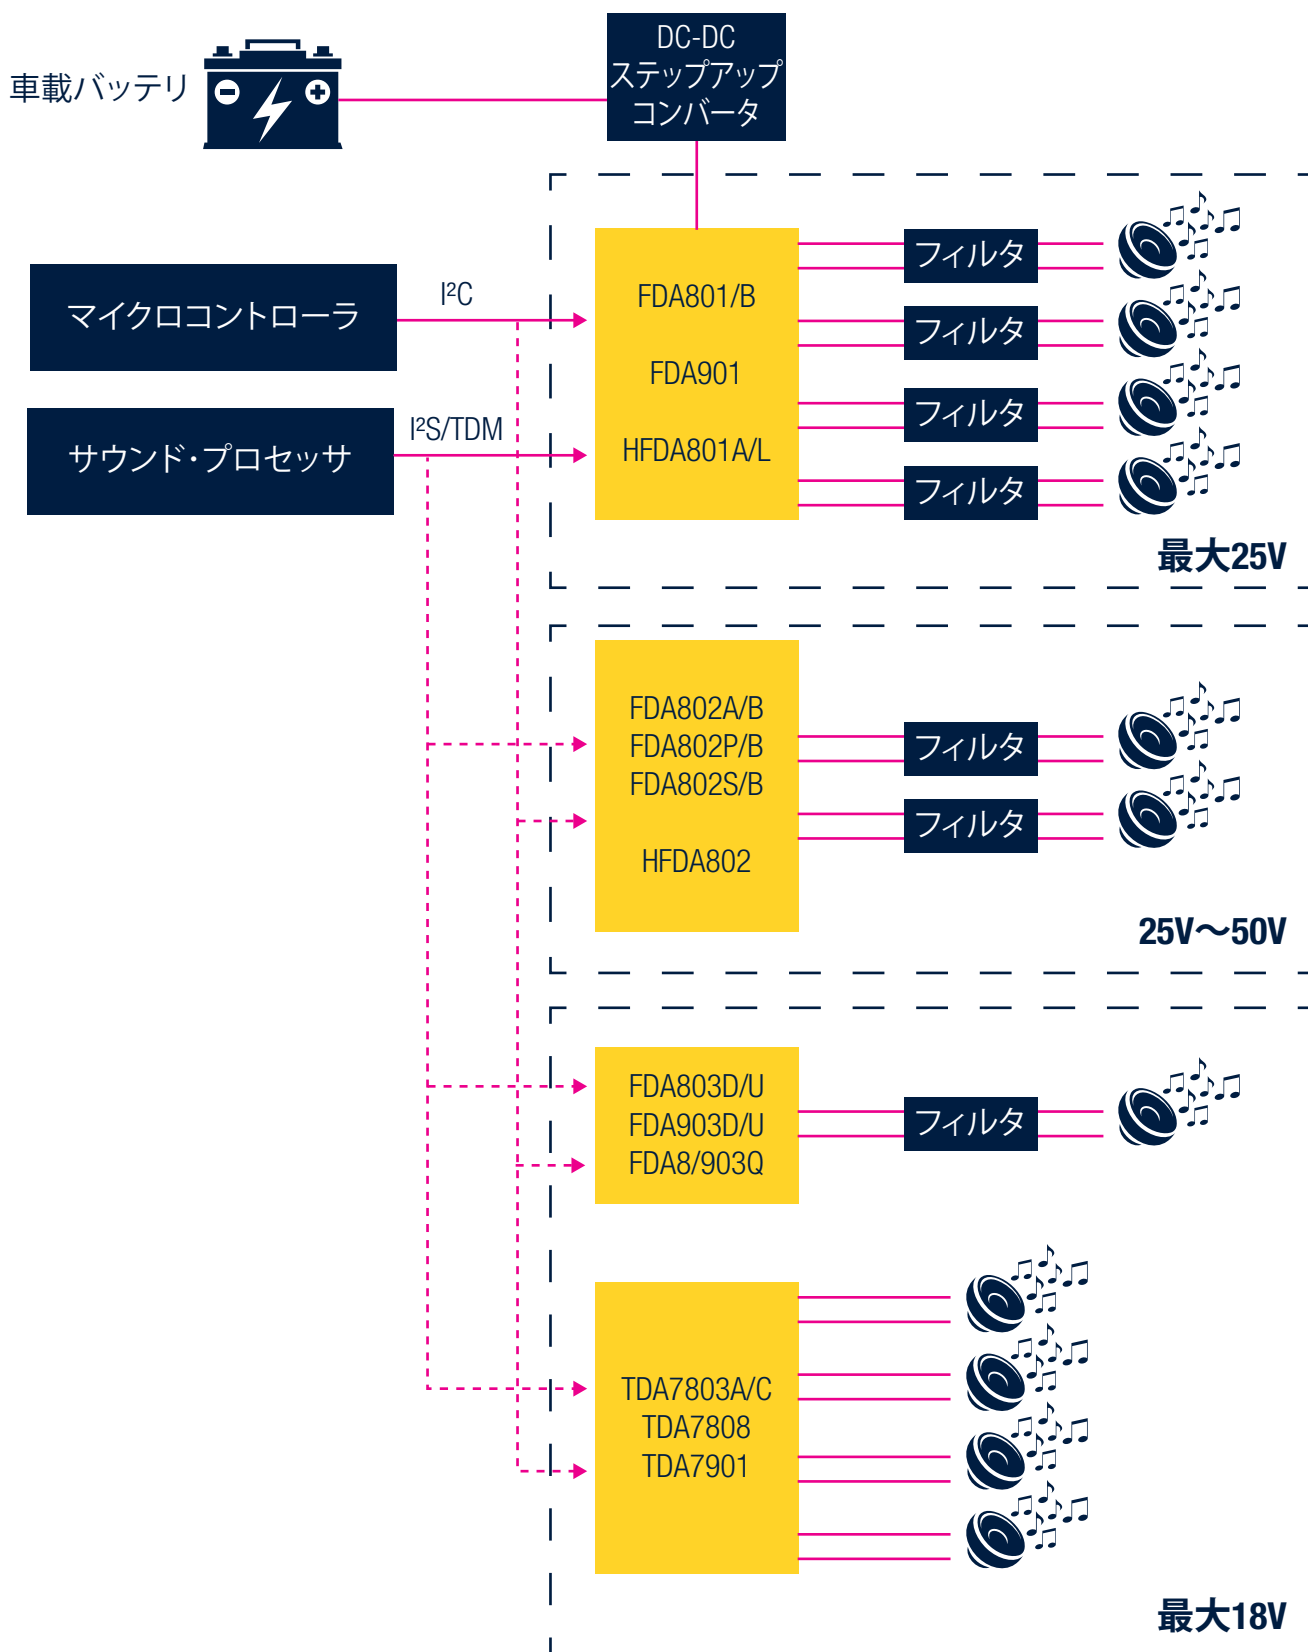 車載バッテリ
DC-DC
ステップアップ
コンバータ
マイクロコントローラ
I²C
サウンド・プロセッサ
I²S/TDM
FDA801/B
FDA901
HFDA801A/L
フィルタ
フィルタ
フィルタ
フィルタ
最大25V
FDA802A/B
FDA802P/B
FDA802S/B
HFDA802
フィルタ
フィルタ
25V〜50V
FDA803D/U
FDA903D/U
FDA8/903Q
フィルタ
TDA7803A/C
TDA7808
TDA7901
最大18V